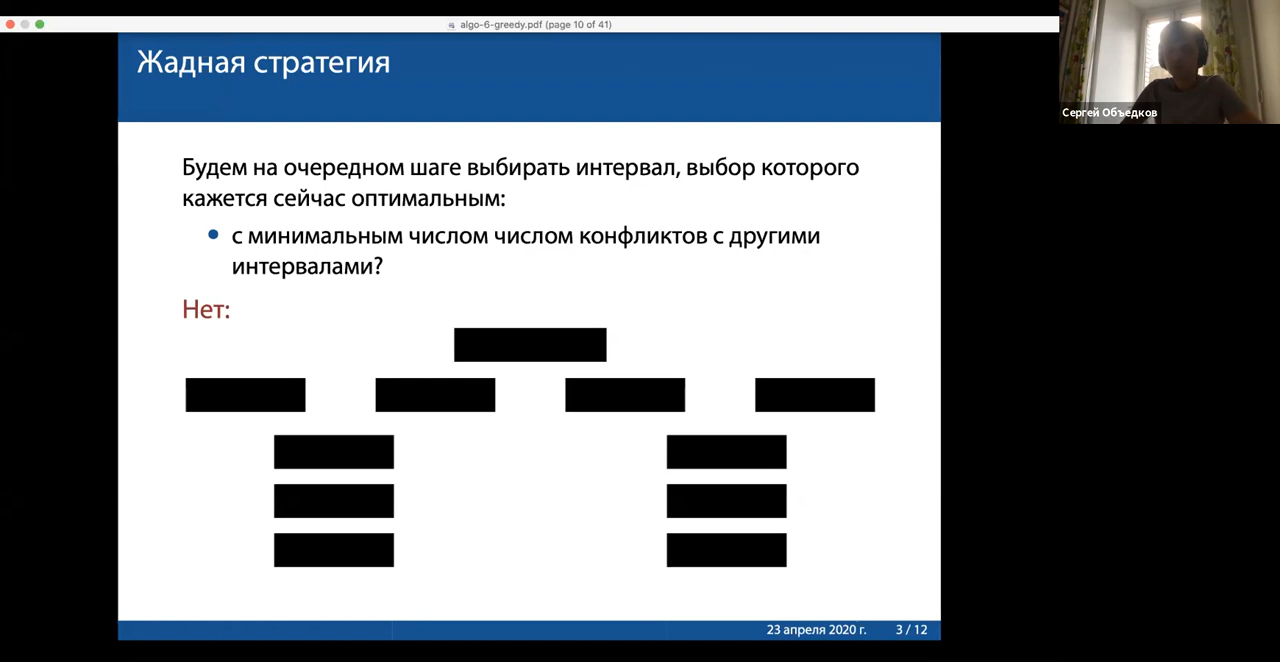 algo-6-greedy.pdf (page 10 of 41)
Жадная стратегия
Сергей Объедков
Будем на очередном шаге выбирать интервал, выбор которого
кажется сейчас оптимальным:
с минимальным числом числом конфликтов с другими
интервалами?
Нет:
23 апреля 2020 г. 3 / 12